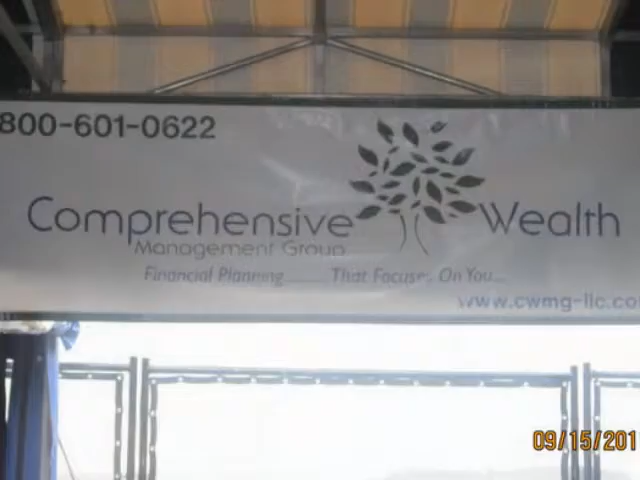 800-601-0622
Comprehensive Wealth
Management Group
Financial Planning........ That Focuses On You...
www.cwmg-llc.co
09/15/201